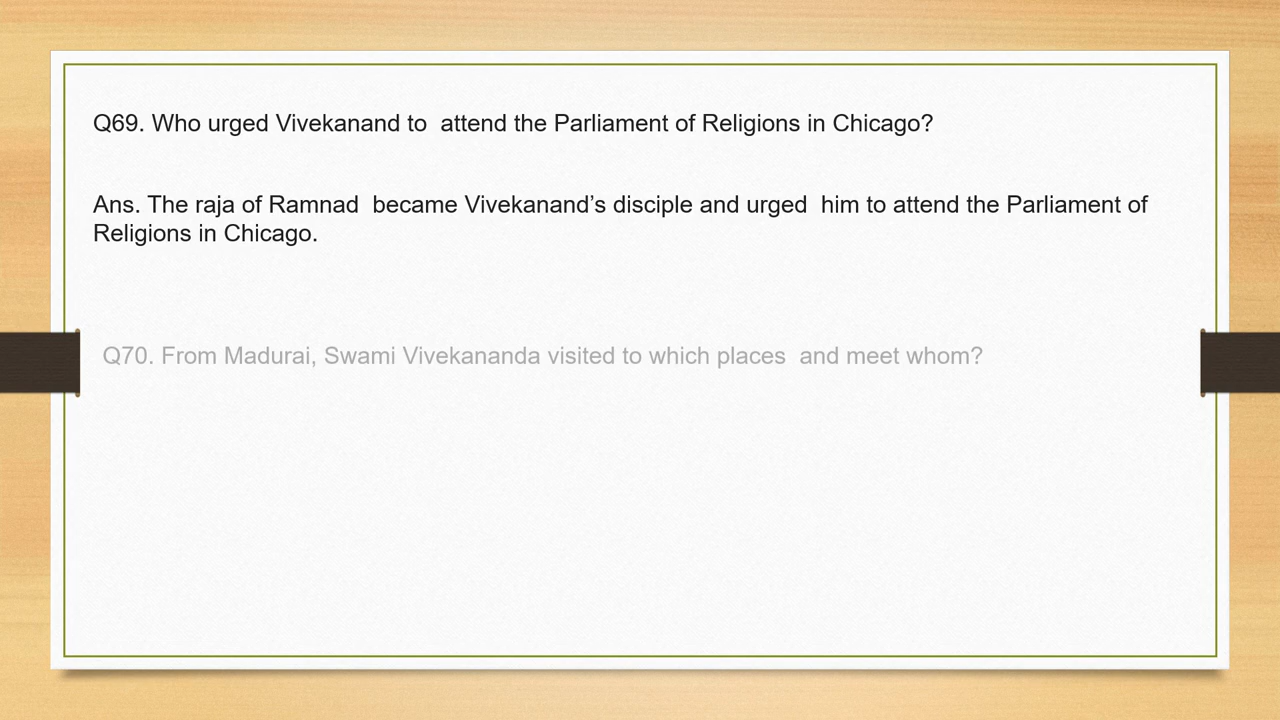 Q69. Who urged Vivekanand to  attend the Parliament of Religions in Chicago?
Ans. The raja of Ramnad  became Vivekanand’s disciple and urged  him to attend the Parliament of
Religions in Chicago.
Q70. From Madurai, Swami Vivekananda visited to which places  and meet whom?